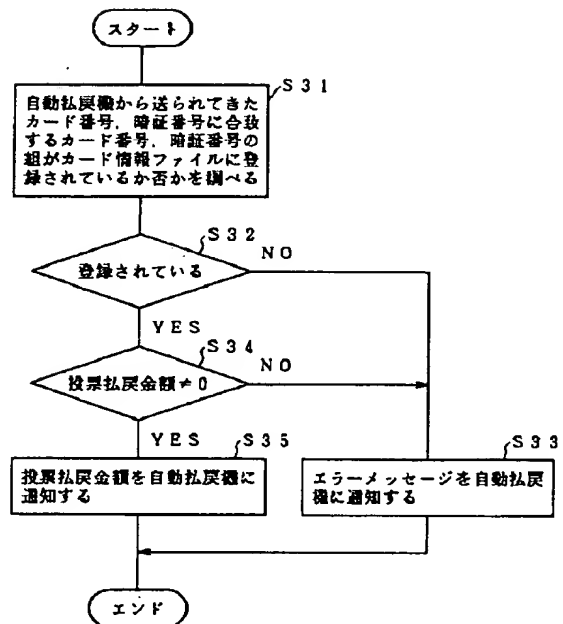 スタート
S31
自動払戻機から送られてきた
カード番号,暗証番号に合致
するカード番号,暗証番号の
組がカード情報ファイルに登
録されているか否かを調べる
S32
登録されている
NO
YES
S34
投票払戻金額≠0
NO
YES
S35
投票払戻金額を自動払戻機に
通知する
S33
エラーメッセージを自動払戻
機に通知する
エンド